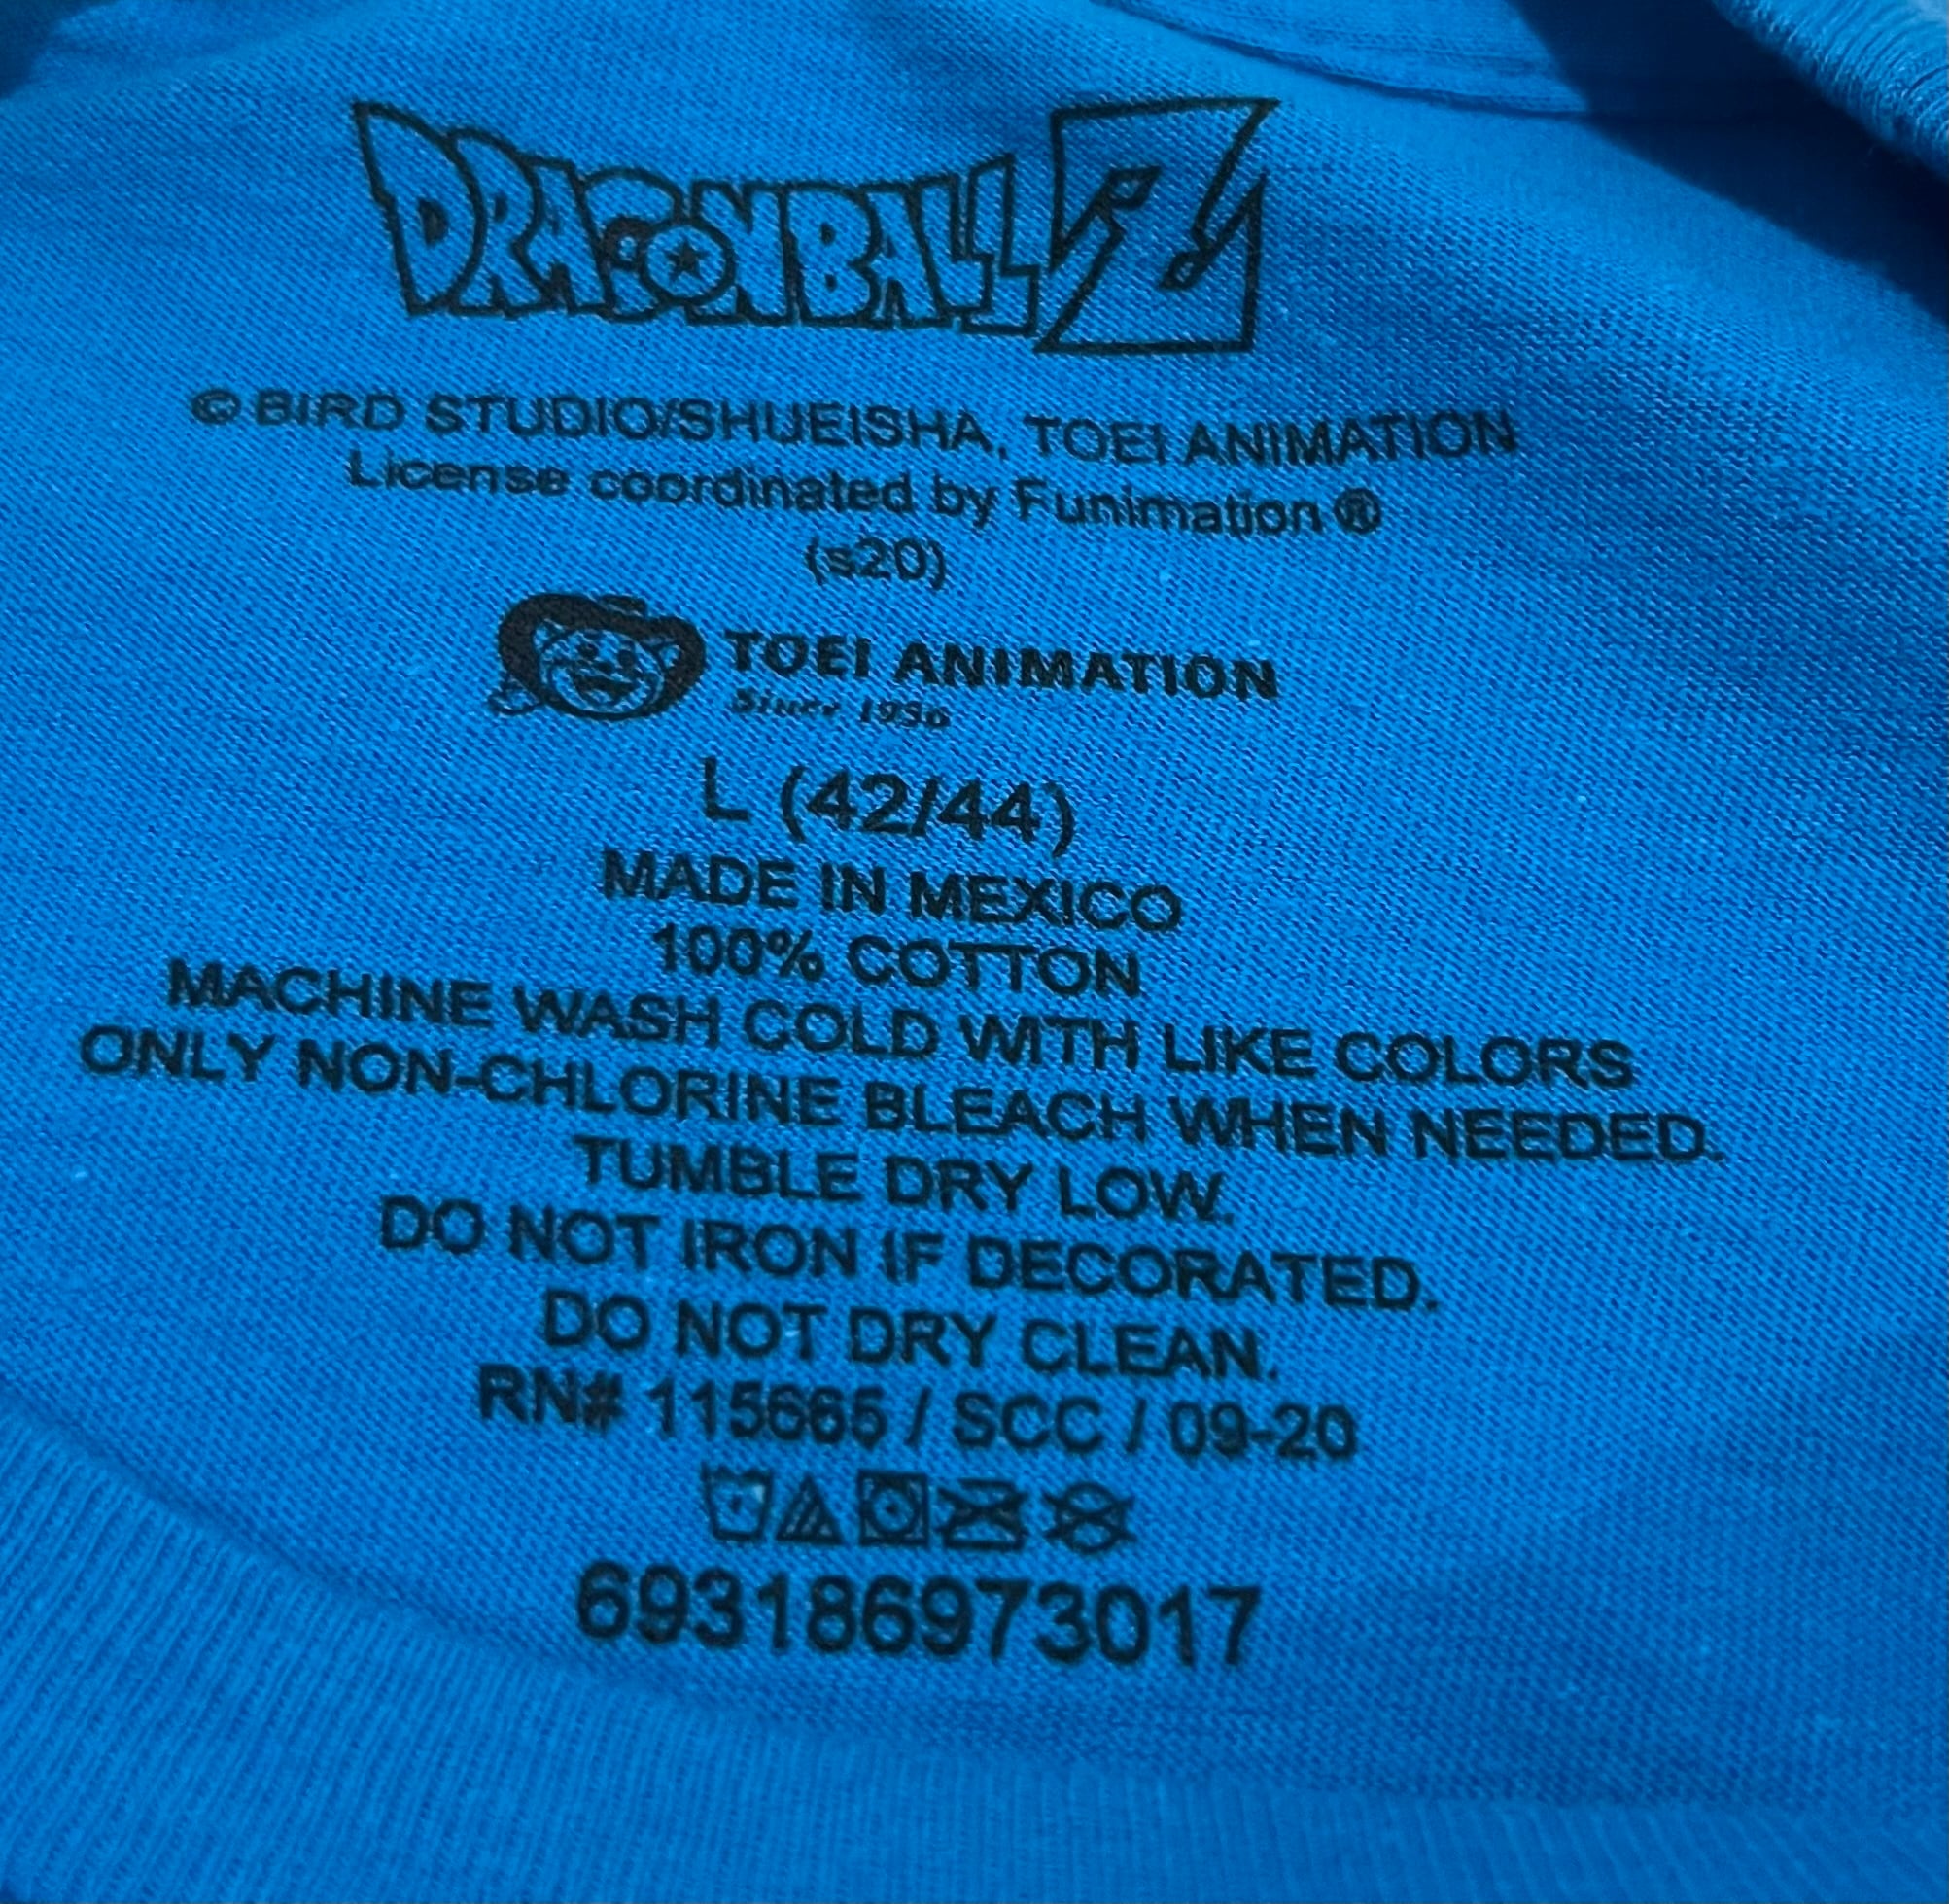 DRAGONBALL Z
© BIRD STUDIO/SHUEISHA, TOEI ANIMATION
License coordinated by Funimation ®
(s20)
TOEI ANIMATION
Since 1956
L (42/44)
MADE IN MEXICO
100% COTTON
MACHINE WASH COLD WITH LIKE COLORS
ONLY NON-CHLORINE BLEACH WHEN NEEDED.
TUMBLE DRY LOW.
DO NOT IRON IF DECORATED.
DO NOT DRY CLEAN.
RN# 115665 / SCC / 09-20
693186973017